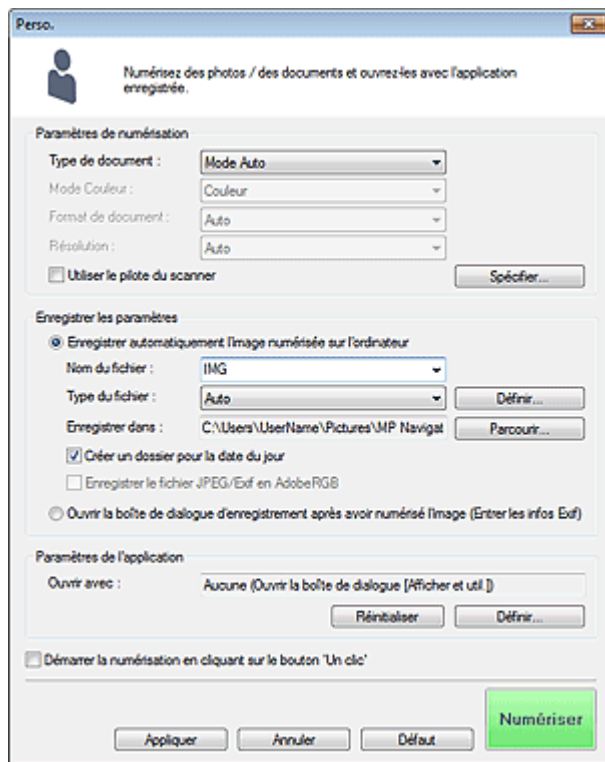 Perso.
Numérisez des photos / des documents et ouvrez-les avec l'application
enregistrée.
Paramètres de numérisation
Type de document : Mode Auto
Mode Couleur : Couleur
Format de document : Auto
Résolution : Auto
Utiliser le pilote du scanner Spécifier...
Enregistrer les paramètres
Enregistrer automatiquement l'image numérisée sur l'ordinateur
Nom du fichier : IMG
Type du fichier : Auto Définir...
Enregistrer dans : C:\Users\UserName\Pictures\MP Navigat Parcourir...
Créer un dossier pour la date du jour
Enregistrer le fichier JPEG/Exif en AdobeRGB
Ouvrir la boîte de dialogue d'enregistrement après avoir numérisé l'image (Entrer les infos Exif)
Paramètres de l'application
Ouvrir avec : Aucune (Ouvrir la boîte de dialogue [Afficher et util.])
Réinitialiser Définir...
Démarrer la numérisation en cliquant sur le bouton 'Un clic'
Numériser
Appliquer Annuler Défaut